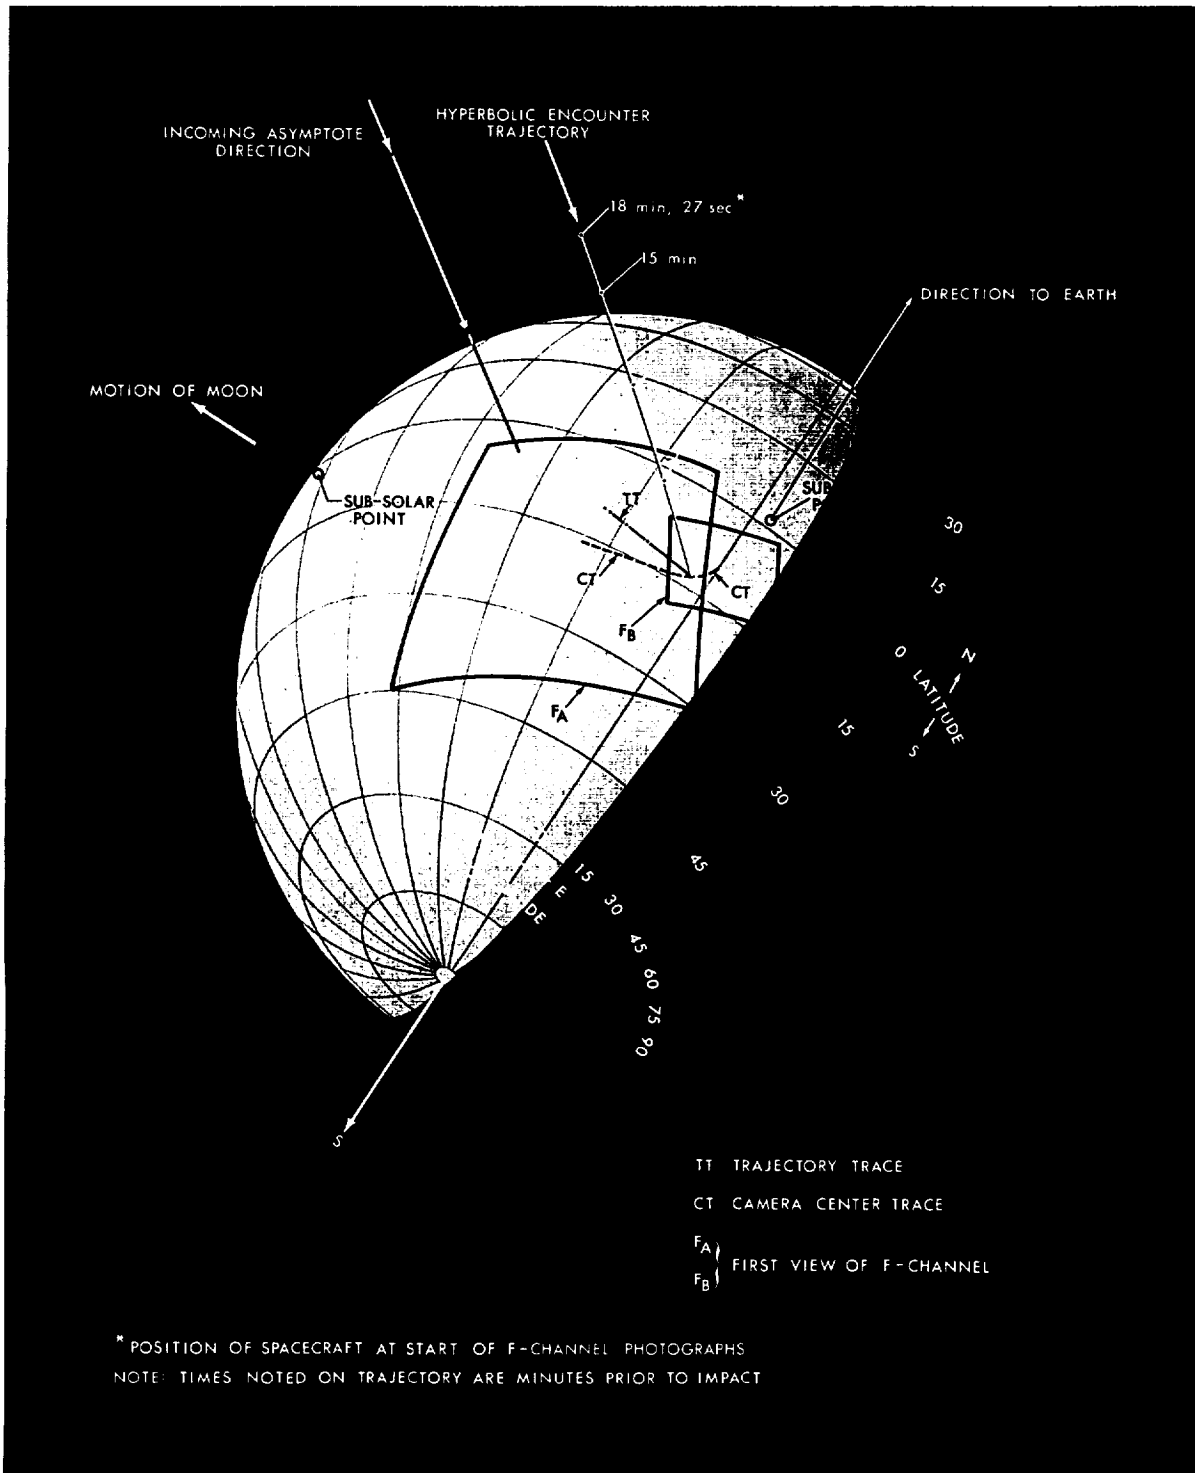 HYPERBOLIC ENCOUNTER
TRAJECTORY
INCOMING ASYMPTOTE
DIRECTION
18 min, 27 sec*
15 min
DIRECTION TO EARTH
MOTION OF MOON
SUB-SOLAR
POINT
SUB
P
TT
CT
CT
FB
FA
30
15
0
15
30
45
N
LATITUDE
S
15
30
45
60
75
90
E
DE
S
TT TRAJECTORY TRACE
CT CAMERA CENTER TRACE
FA
FB
FIRST VIEW OF F-CHANNEL
* POSITION OF SPACECRAFT AT START OF F-CHANNEL PHOTOGRAPHS
NOTE: TIMES NOTED ON TRAJECTORY ARE MINUTES PRIOR TO IMPACT